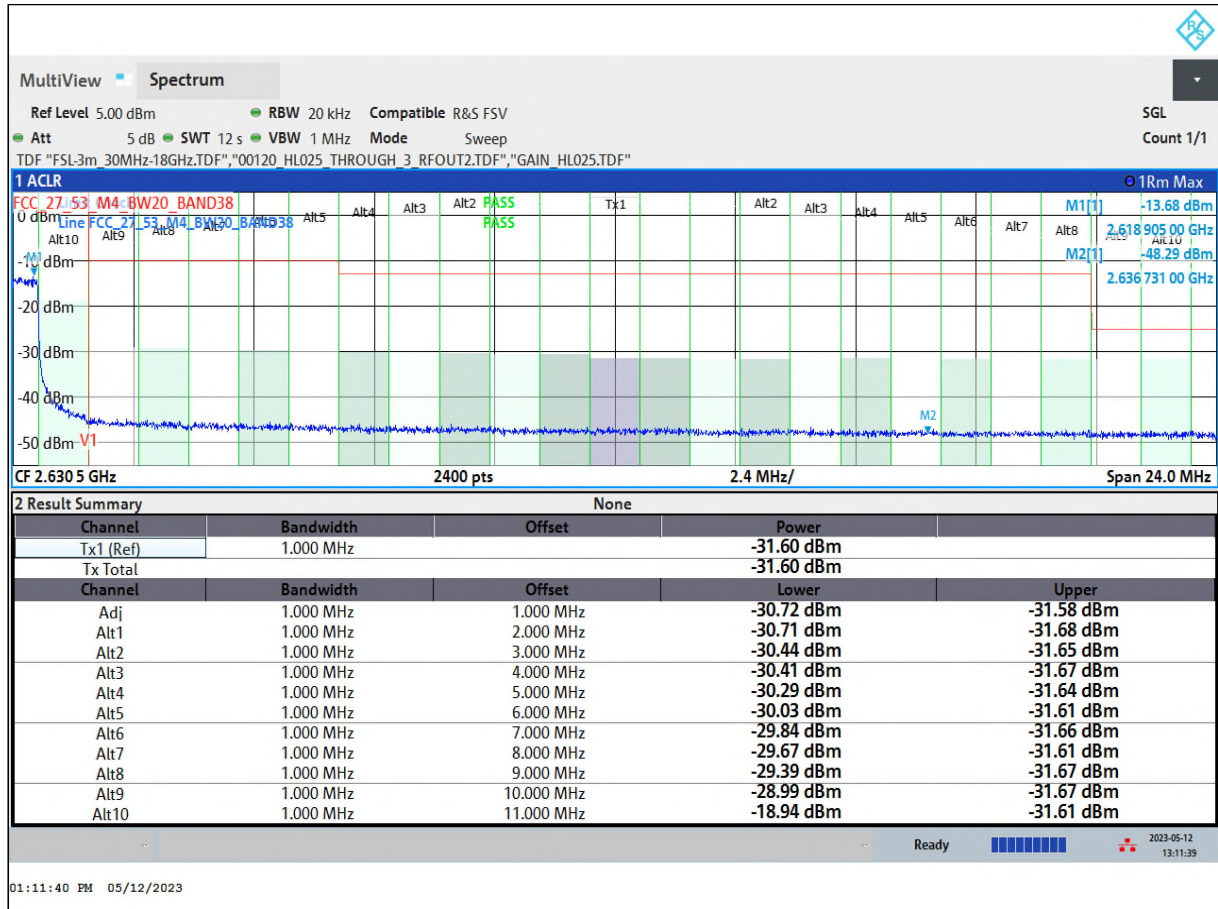 R&S
MultiView Spectrum
Ref Level 5.00 dBm RBW 20 kHz Compatible R&S FSV SGL
Att 5 dB SWT 12 s VBW 1 MHz Mode Sweep Count 1/1
TDF "FSL-3m_30MHz-18GHz.TDF","00120_HL025_THROUGH_3_RFOUT2.TDF","GAIN_HL025.TDF"
1 ACLR 1Rm Max
FCC_27_53_M4_BW20_BAND38 PASS
Line FCC_27_53_M4_BW20_BAND38 PASS
Alt10 Alt9 Alt8 Alt7 Alt5 Alt4 Alt3 Alt2 Tx1 Alt2 Alt3 Alt4 Alt5 Alt6 Alt7 Alt8 Alt10
M1[1] -13.68 dBm
2.618 905 00 GHz
M2[1] -48.29 dBm
2.636 731 00 GHz
0 dBm
M1
-10 dBm
-20 dBm
-30 dBm
-40 dBm
M2
-50 dBm V1
CF 2.630 5 GHz 2400 pts 2.4 MHz/ Span 24.0 MHz
2 Result Summary None
Channel Bandwidth Offset Power
Tx1 (Ref) 1.000 MHz -31.60 dBm
Tx Total -31.60 dBm
Channel Bandwidth Offset Lower Upper
Adj 1.000 MHz 1.000 MHz -30.72 dBm -31.58 dBm
Alt1 1.000 MHz 2.000 MHz -30.71 dBm -31.68 dBm
Alt2 1.000 MHz 3.000 MHz -30.44 dBm -31.65 dBm
Alt3 1.000 MHz 4.000 MHz -30.41 dBm -31.67 dBm
Alt4 1.000 MHz 5.000 MHz -30.29 dBm -31.64 dBm
Alt5 1.000 MHz 6.000 MHz -30.03 dBm -31.61 dBm
Alt6 1.000 MHz 7.000 MHz -29.84 dBm -31.66 dBm
Alt7 1.000 MHz 8.000 MHz -29.67 dBm -31.61 dBm
Alt8 1.000 MHz 9.000 MHz -29.39 dBm -31.67 dBm
Alt9 1.000 MHz 10.000 MHz -28.99 dBm -31.67 dBm
Alt10 1.000 MHz 11.000 MHz -18.94 dBm -31.61 dBm
Ready 2023-05-12
13:11:39
01:11:40 PM 05/12/2023